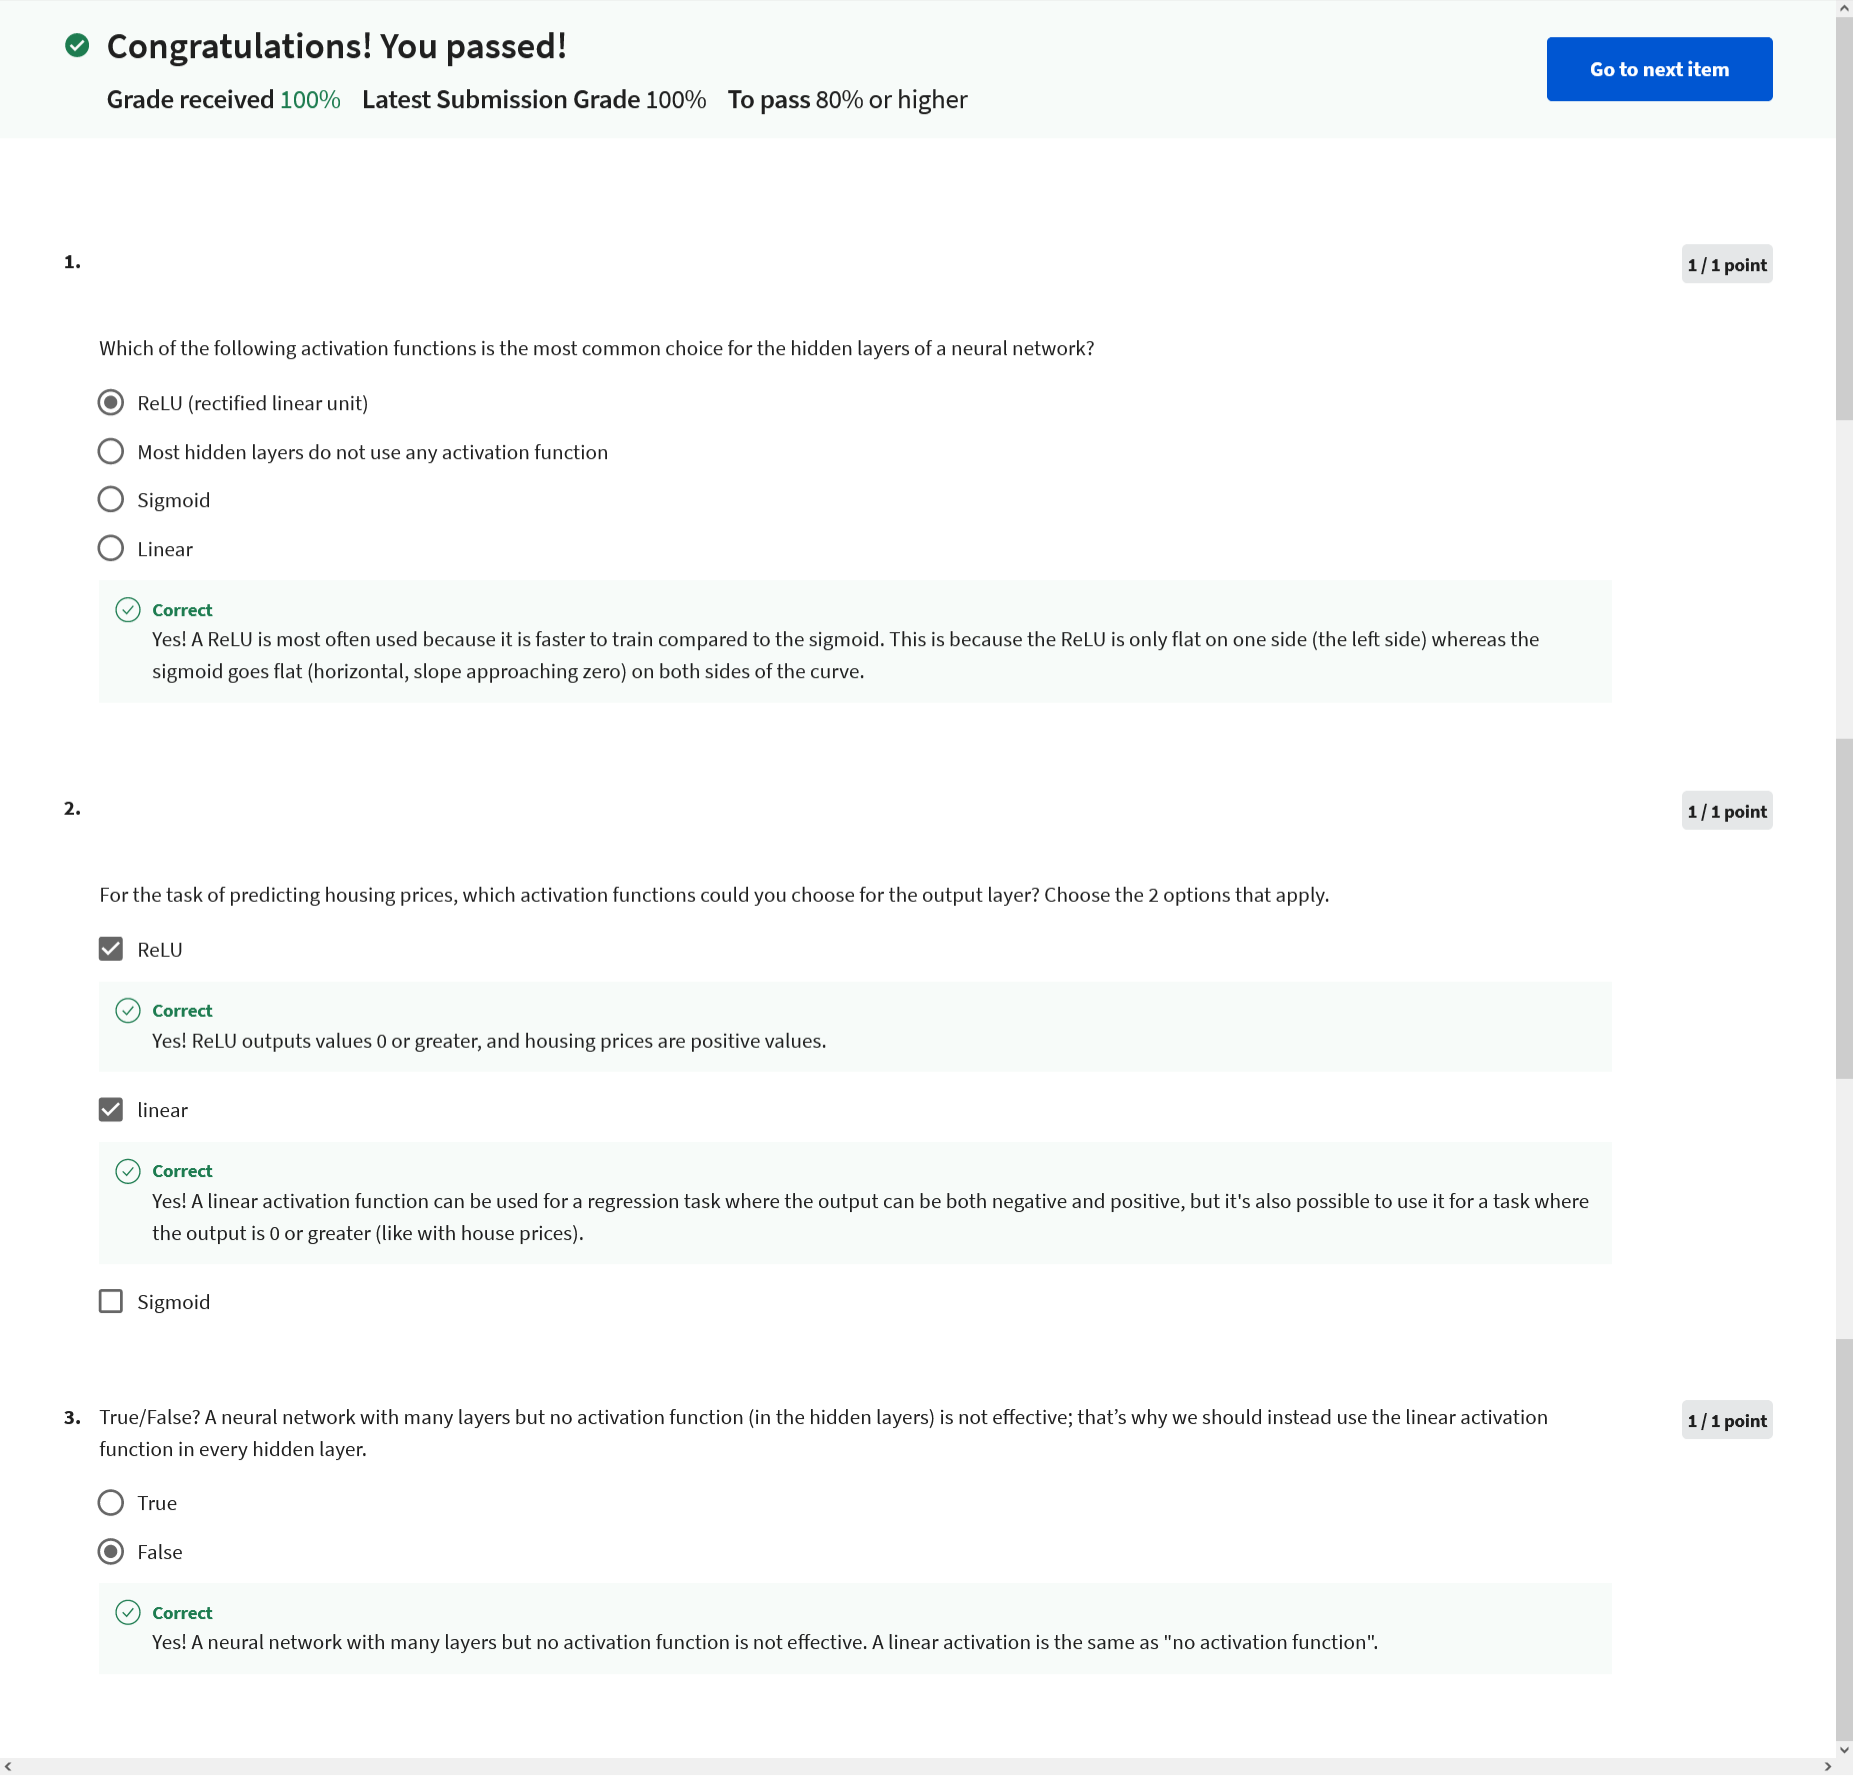 Congratulations! You passed!
Go to next item
Grade received 100% Latest Submission Grade 100% To pass 80% or higher
1.
1 / 1 point
Which of the following activation functions is the most common choice for the hidden layers of a neural network?
ReLU (rectified linear unit)
Most hidden layers do not use any activation function
Sigmoid
Linear
Correct
Yes! A ReLU is most often used because it is faster to train compared to the sigmoid. This is because the ReLU is only flat on one side (the left side) whereas the
sigmoid goes flat (horizontal, slope approaching zero) on both sides of the curve.
2.
1 / 1 point
For the task of predicting housing prices, which activation functions could you choose for the output layer? Choose the 2 options that apply.
ReLU
Correct
Yes! ReLU outputs values 0 or greater, and housing prices are positive values.
linear
Correct
Yes! A linear activation function can be used for a regression task where the output can be both negative and positive, but it's also possible to use it for a task where
the output is 0 or greater (like with house prices).
Sigmoid
3. True/False? A neural network with many layers but no activation function (in the hidden layers) is not effective; that’s why we should instead use the linear activation
1 / 1 point
function in every hidden layer.
True
False
Correct
Yes! A neural network with many layers but no activation function is not effective. A linear activation is the same as "no activation function".